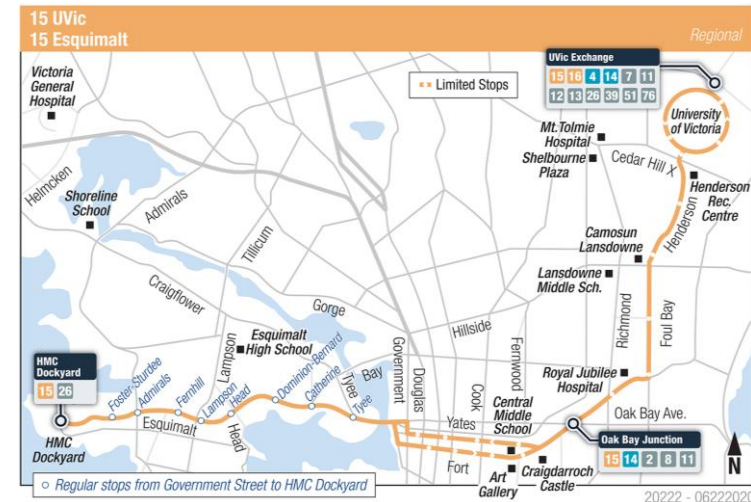 15 UVic
15 Esquimalt
Regional
Victoria
General
Hospital
Limited Stops
UVic Exchange
15 16 4 14 7 11
12 13 26 39 51 76
University
of Victoria
Mt.Tolmie
Hospital
Shelbourne
Plaza
Cedar Hill X
Henderson
Rec.
Centre
Henderson
Helmcken
Shoreline
School
Admirals
Tillicum
Camosun
Lansdowne
Lansdowne
Middle Sch.
Richmond
Foul Bay
Craigflower
Gorge
Hillside
Lampson
Esquimalt
High School
Dominion-Bernard
Catherine
Tyee
Bay
Government
Douglas
Cook
Fernwood
Royal Jubilee
Hospital
HMC
Dockyard
15 26
Foster-Sturdee
Admirals
Fernhill
Lampson
Head
Tyee
Esquimalt
Head
HMC
Dockyard
Yates
Central
Middle
School
Oak Bay Ave.
Oak Bay Junction
15 14 2 8 11
Fort
Art
Gallery
Craigdarroch
Castle
N
Regular stops from Government Street to HMC Dockyard
20222 - 06222020